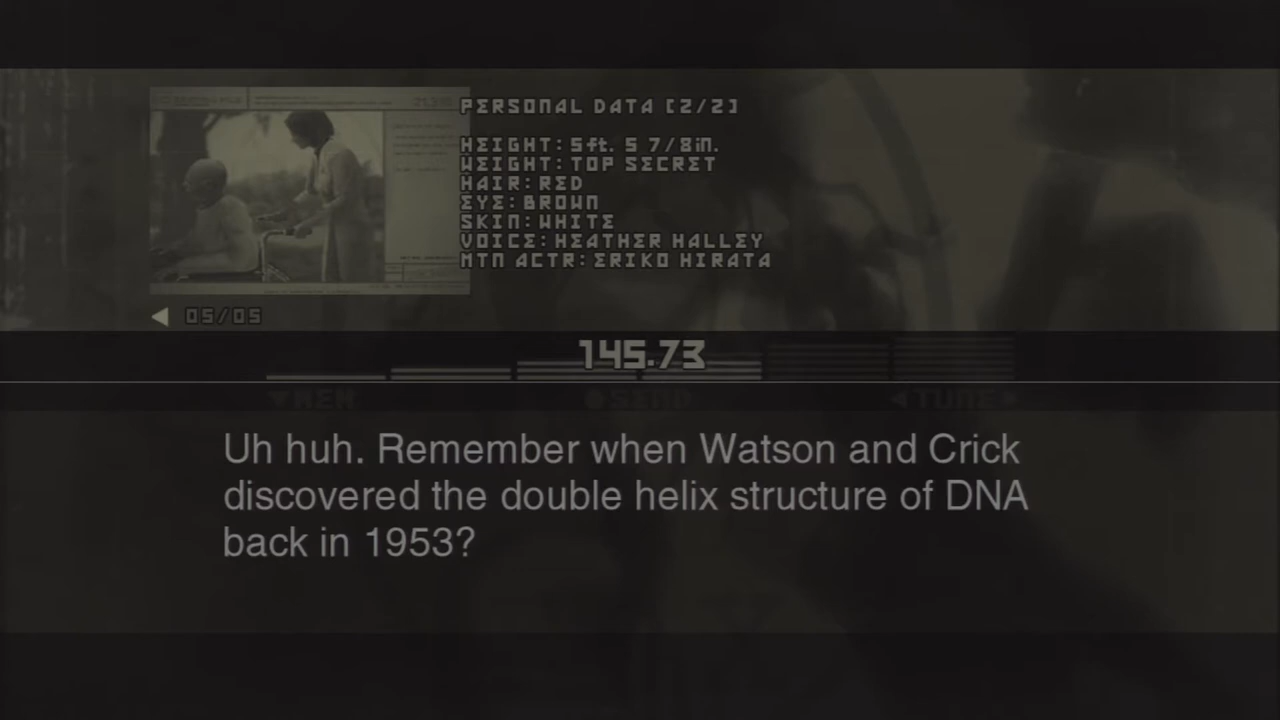 PERSONAL DATA [2/2]
HEIGHT: 5ft. 5 7/8in.
WEIGHT: TOP SECRET
HAIR: RED
EYE: BROWN
SKIN: WHITE
VOICE: HEATHER HALLEY
MTN ACTR: ERIKO HIRATA
05/05
145.73
SEND
TUNE
Uh huh. Remember when Watson and Crick
discovered the double helix structure of DNA
back in 1953?